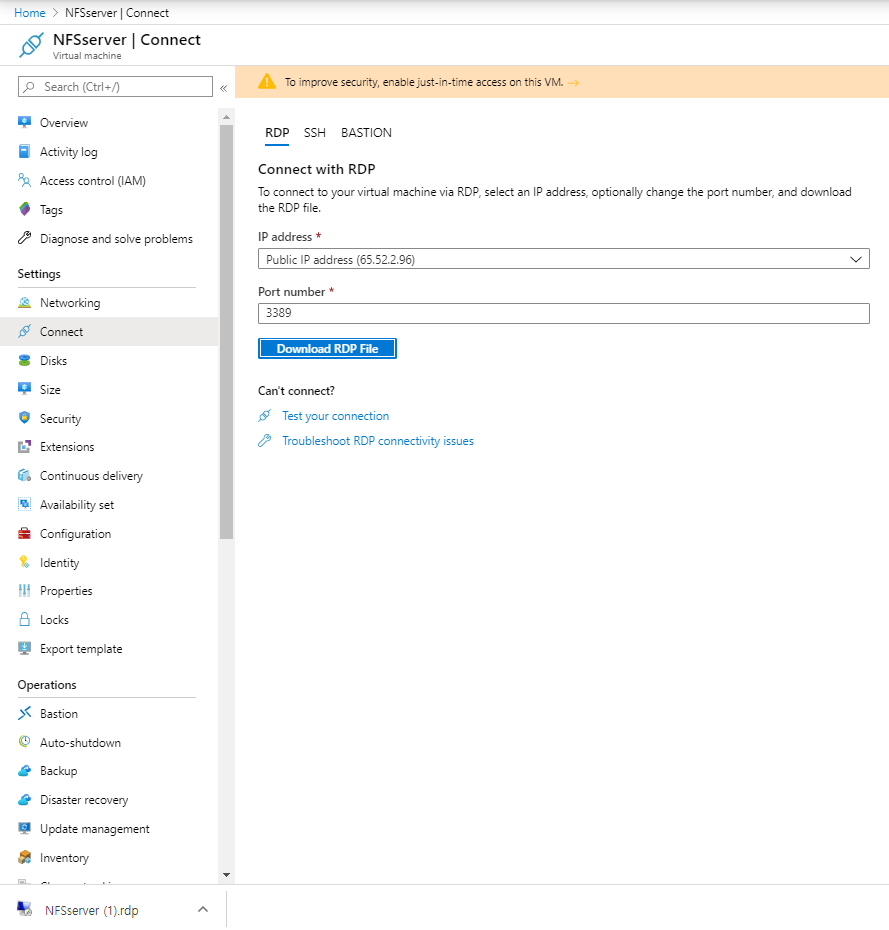 Home > NFSserver | Connect
NFSserver | Connect
Virtual machine
Search (Ctrl+/)
«
To improve security, enable just-in-time access on this VM. →
Overview
Activity log
Access control (IAM)
Tags
Diagnose and solve problems
Settings
Networking
Connect
Disks
Size
Security
Extensions
Continuous delivery
Availability set
Configuration
Identity
Properties
Locks
Export template
Operations
Bastion
Auto-shutdown
Backup
Disaster recovery
Update management
Inventory
RDP SSH BASTION
Connect with RDP
To connect to your virtual machine via RDP, select an IP address, optionally change the port number, and download
the RDP file.
IP address *
Public IP address (65.52.2.96)
Port number *
3389
Download RDP File
Can't connect?
Test your connection
Troubleshoot RDP connectivity issues
NFSserver (1).rdp